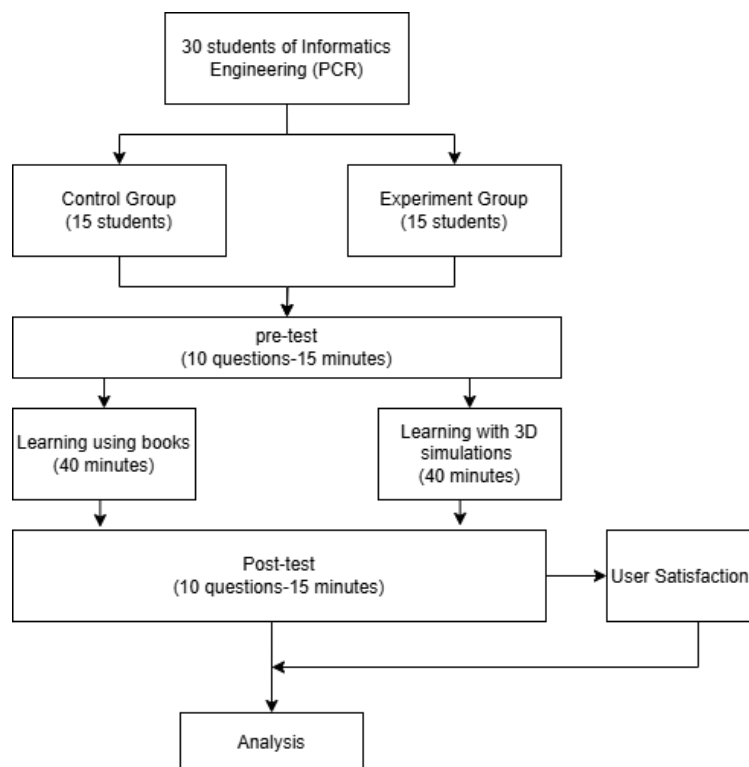 30 students of Informatics
Engineering (PCR)
Control Group
(15 students)
Experiment Group
(15 students)
pre-test
(10 questions-15 minutes)
Learning using books
(40 minutes)
Learning with 3D
simulations
(40 minutes)
Post-test
(10 questions-15 minutes)
User Satisfaction
Analysis